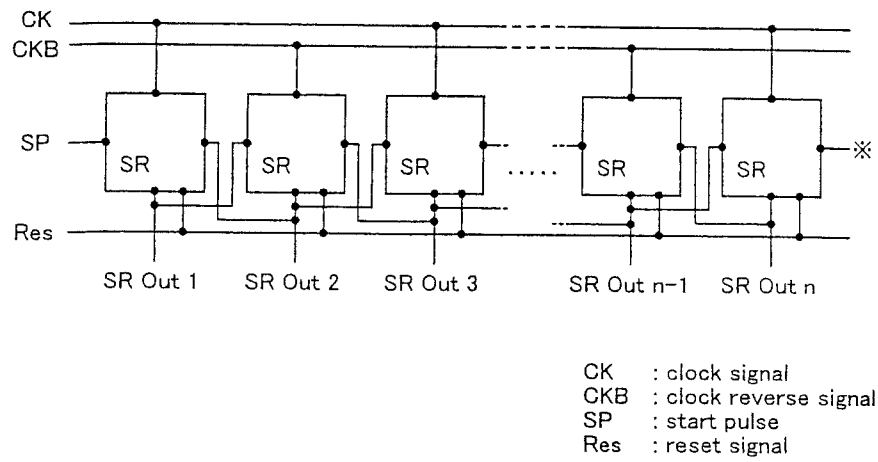 CK
CKB
SP
※
SR
SR
SR
.....
SR
SR
Res
SR Out 1
SR Out 2
SR Out 3
SR Out n-1
SR Out n
CK : clock signal
CKB : clock reverse signal
SP : start pulse
Res : reset signal